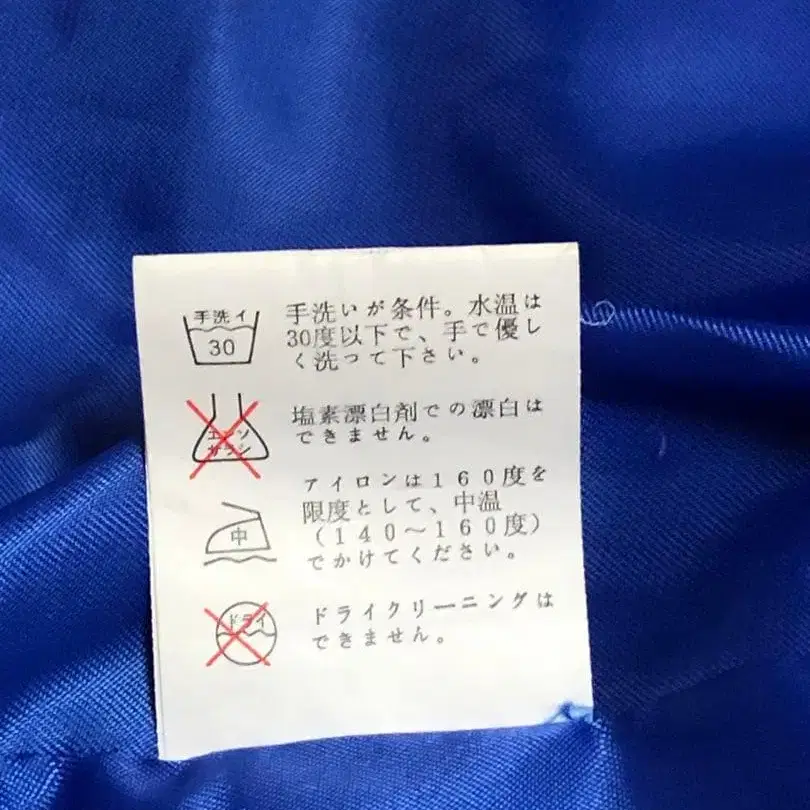 手洗イ
30
手洗いが条件。水温は
30度以下で、手で優し
く洗って下さい。
エンソ
サラシ
塩素漂白剤での漂白は
できません。
中
アイロンは１６０度を
限度として、中温
（１４０～１６０度）
でかけてください。
ドライ
ドライクリーニングは
できません。